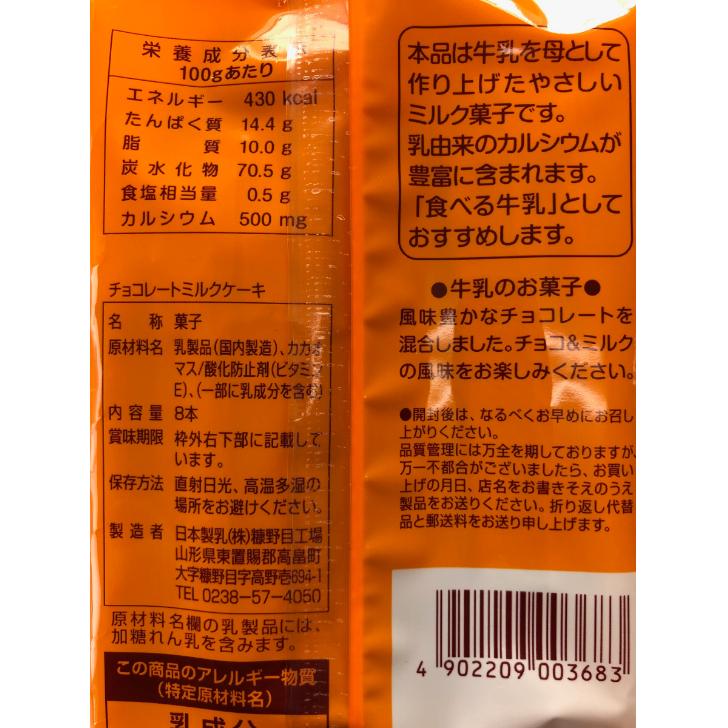 栄養成分表示
100gあたり
エネルギー 430 kcal
たんぱく質 14.4 g
脂質 10.0 g
炭水化物 70.5 g
食塩相当量 0.5 g
カルシウム 500 mg
チョコレートミルクケーキ
名称 菓子
原材料名 乳製品(国内製造)、カカオ
マス/酸化防止剤(ビタミン
E)、(一部に乳成分を含む)
内容量 8本
賞味期限 枠外右下部に記載して
います。
保存方法 直射日光、高温多湿の
場所をお避けください。
製造者 日本製乳(株)糠野目工場
山形県東置賜郡高畠町
大字糠野目字高野壱694-1
TEL 0238-57-4050
原材料名欄の乳製品には、
加糖れん乳を含みます。
この商品のアレルギー物質
(特定原材料名)
乳成分
本品は牛乳を母として
作り上げたやさしい
ミルク菓子です。
乳由来のカルシウムが
豊富に含まれます。
「食べる牛乳」として
おすすめします。
●牛乳のお菓子●
風味豊かなチョコレートを
混合しました。チョコ&ミルク
の風味をお楽しみください。
●開封後は、なるべくお早めにお召し
上がりください。
品質管理には万全を期しておりますが、
万一不都合がございましたら、お買い
上げの月日、店名をお書きそえのうえ
製品をお送りください。折り返し代替
品と郵送料をお送り申し上げます。
4 902209 003683